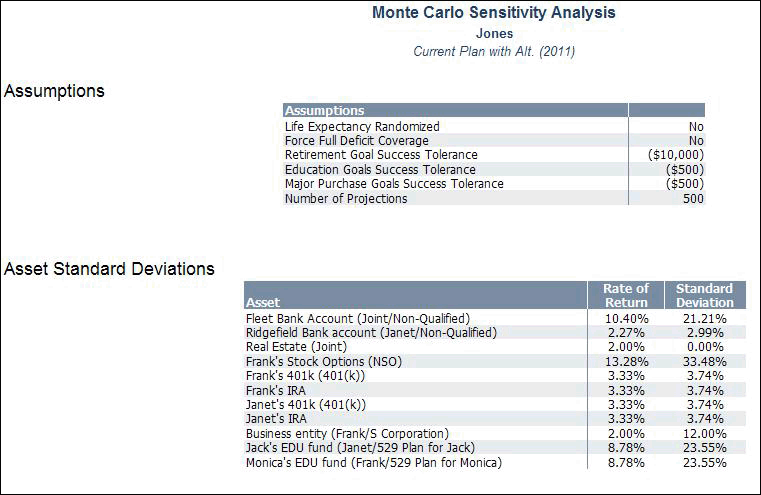 Monte Carlo Sensitivity Analysis
Jones
Current Plan with Alt. (2011)
Assumptions
Assumptions
Life Expectancy Randomized No
Force Full Deficit Coverage No
Retirement Goal Success Tolerance ($10,000)
Education Goals Success Tolerance ($500)
Major Purchase Goals Success Tolerance ($500)
Number of Projections 500
Asset Standard Deviations
Asset Rate of Return Standard Deviation
Fleet Bank Account (Joint/Non-Qualified) 10.40% 21.21%
Ridgefield Bank account (Janet/Non-Qualified) 2.27% 2.99%
Real Estate (Joint) 2.00% 0.00%
Frank's Stock Options (NSO) 13.28% 33.48%
Frank's 401k (401(k)) 3.33% 3.74%
Frank's IRA 3.33% 3.74%
Janet's 401k (401(k)) 3.33% 3.74%
Janet's IRA 3.33% 3.74%
Business entity (Frank/S Corporation) 2.00% 12.00%
Jack's EDU fund (Janet/529 Plan for Jack) 8.78% 23.55%
Monica's EDU fund (Frank/529 Plan for Monica) 8.78% 23.55%